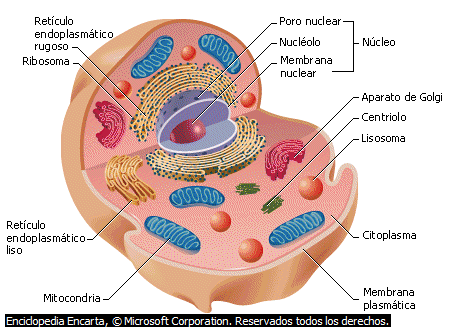 Retículo
endoplasmático
rugoso
Ribosoma
Poro nuclear
Nucléolo
Membrana
nuclear
Núcleo
Aparato de Golgi
Centriolo
Lisosoma
Retículo
endoplasmático
liso
Mitocondria
Citoplasma
Membrana
plasmática
Enciclopedia Encarta, © Microsoft Corporation. Reservados todos los derechos.